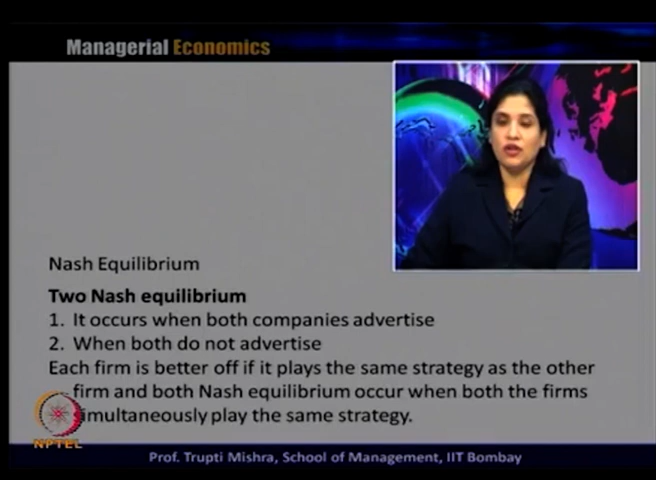 Managerial Economics
Nash Equilibrium
Two Nash equilibrium
1. It occurs when both companies advertise
2. When both do not advertise
Each firm is better off if it plays the same strategy as the other
firm and both Nash equilibrium occur when both the firms
simultaneously play the same strategy.
NPTEL
Prof. Trupti Mishra, School of Management, IIT Bombay